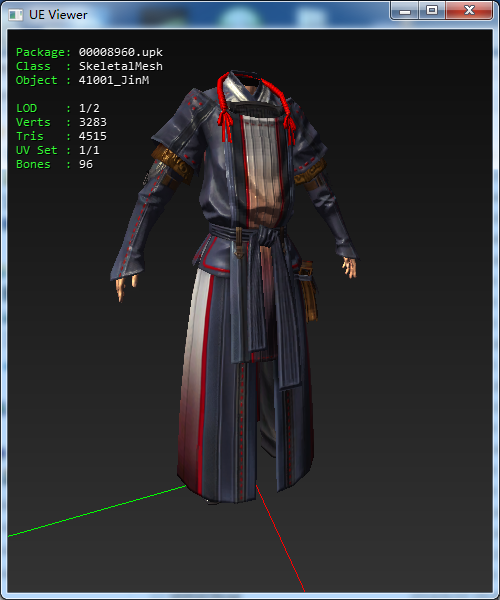 UE Viewer
Package: 00008960.upk
Class : SkeletalMesh
Object : 41001_JinM
LOD : 1/2
Verts : 3283
Tris : 4515
UV Set : 1/1
Bones : 96